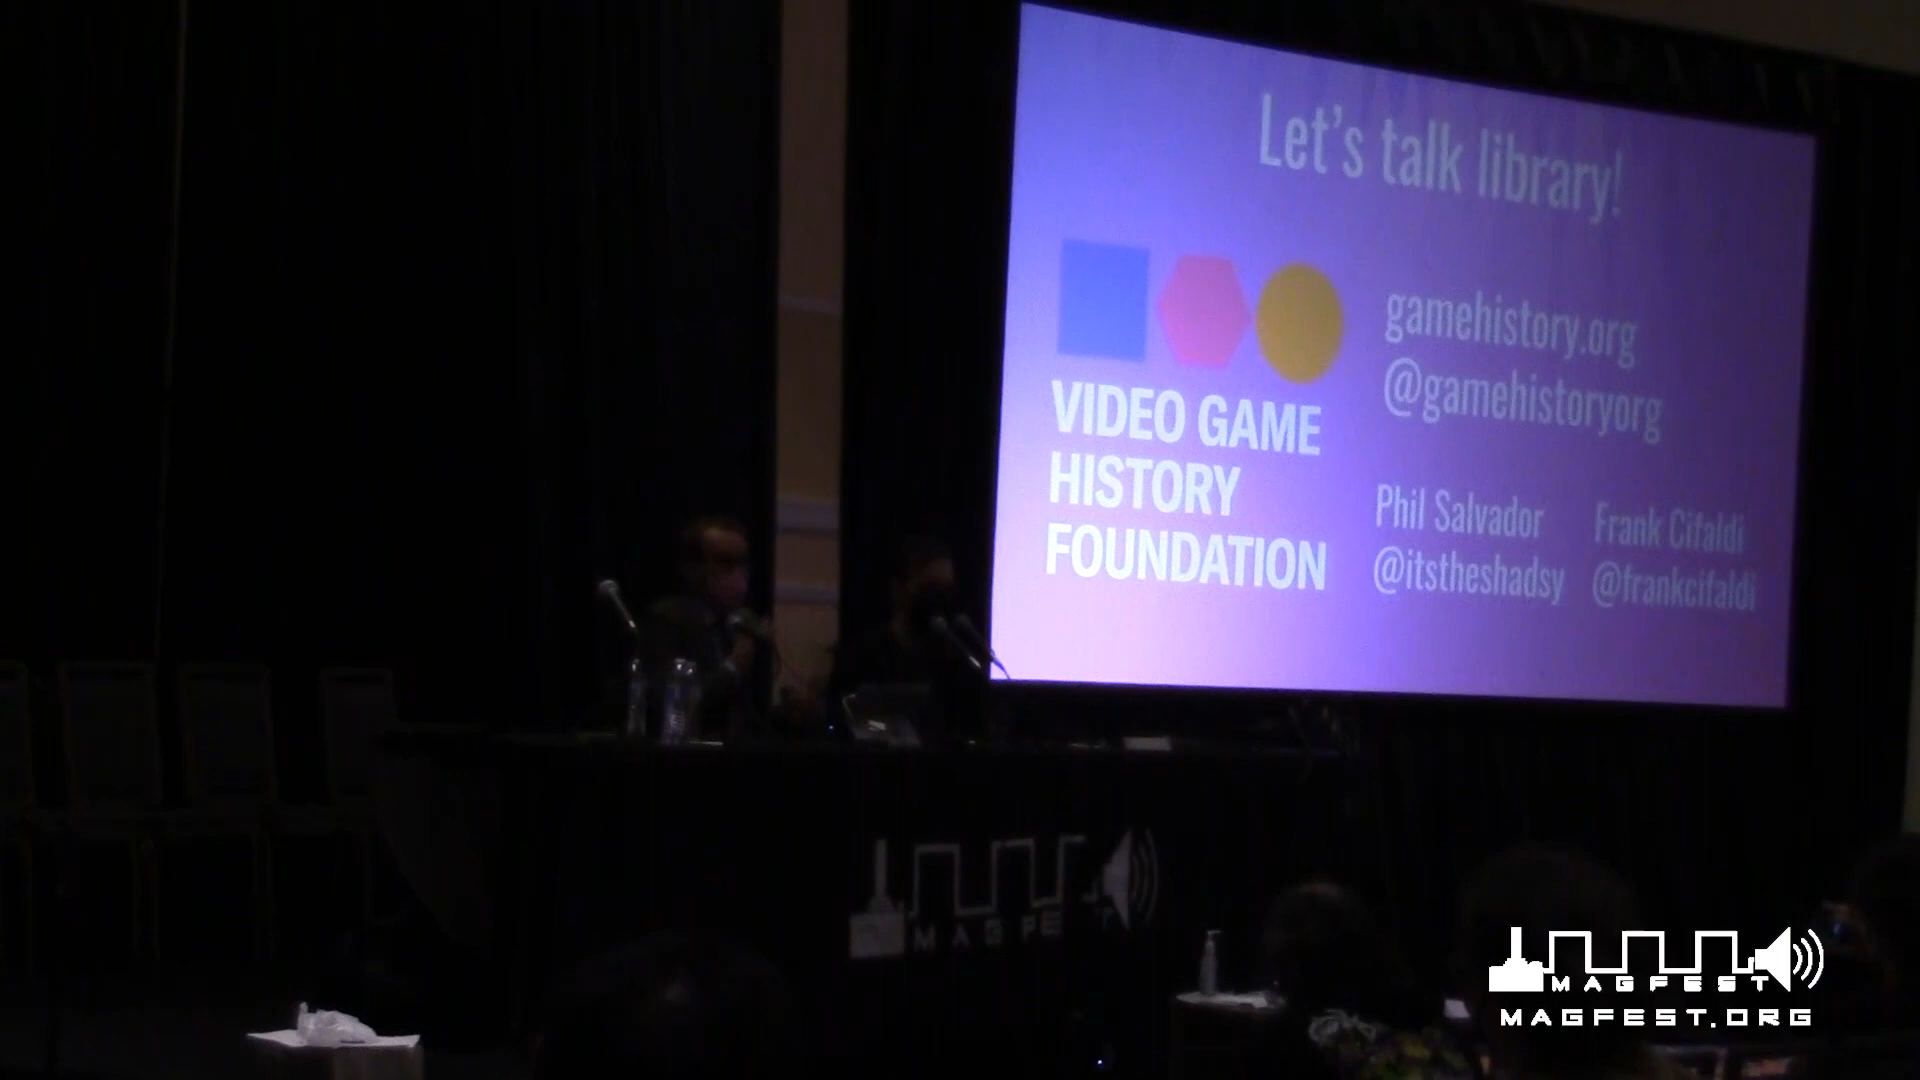 Let's talk library!
gamehistory.org
@gamehistoryorg
VIDEO GAME
HISTORY
FOUNDATION
Phil Salvador
@itstheshadsy
Frank Cifaldi
@frankcifaldi
MAGFEST
MAGFEST
MAGFEST.ORG